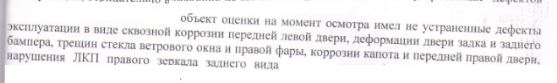 объект оценки на момент осмотра имел не устраненные дефекты
эксплуатации в виде сквозной коррозии передней левой двери, деформации двери задка и заднего
бампера, трещин стекла ветрового окна и правой фары, коррозии капота и передней правой двери,
нарушения ЛКП правого зеркала заднего вида